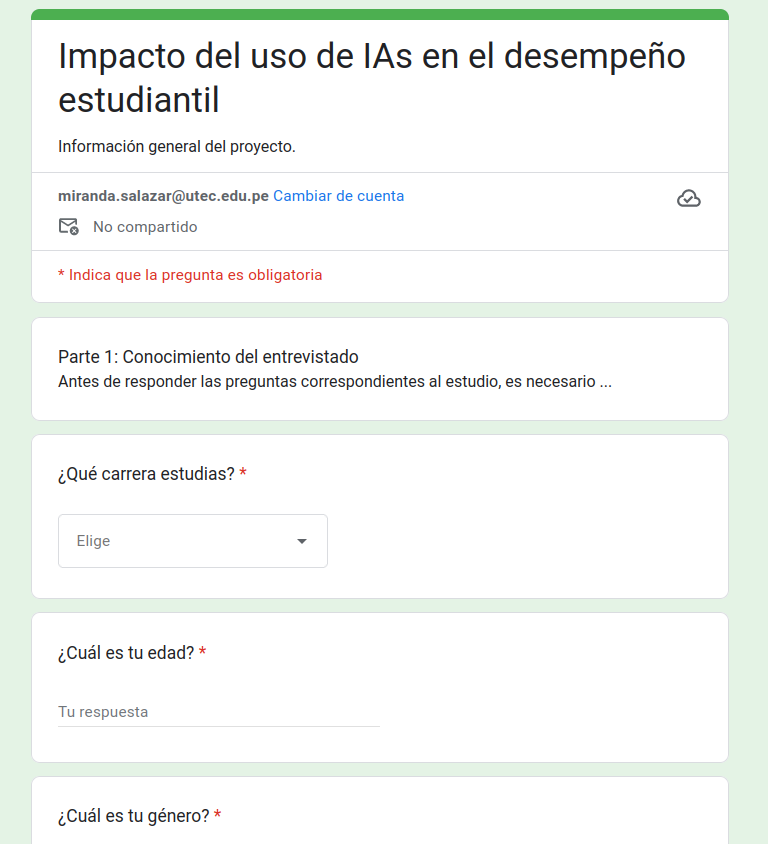 Impacto del uso de IAs en el desempeño
estudiantil
Información general del proyecto.
miranda.salazar@utec.edu.pe Cambiar de cuenta
No compartido
* Indica que la pregunta es obligatoria
Parte 1: Conocimiento del entrevistado
Antes de responder las preguntas correspondientes al estudio, es necesario ...
¿Qué carrera estudias? *
Elige
¿Cuál es tu edad? *
Tu respuesta
¿Cuál es tu género? *